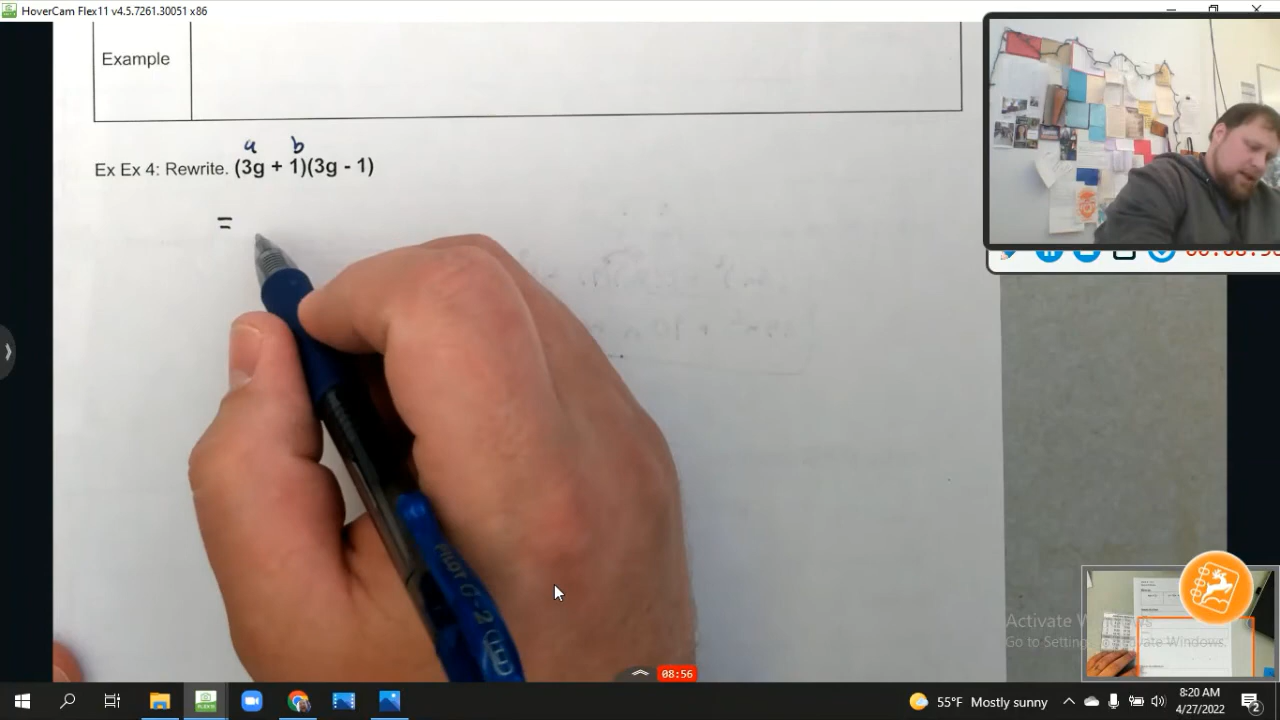 HoverCam Flex11 v4.5.7261.30051 x86
Example
a b
Ex Ex 4: Rewrite. (3g + 1)(3g - 1)
=
PILOT G-2
Activate Windows
Go to Settings to Activate Windows.
08:56
55°F Mostly sunny
8:20 AM
4/27/2022
2